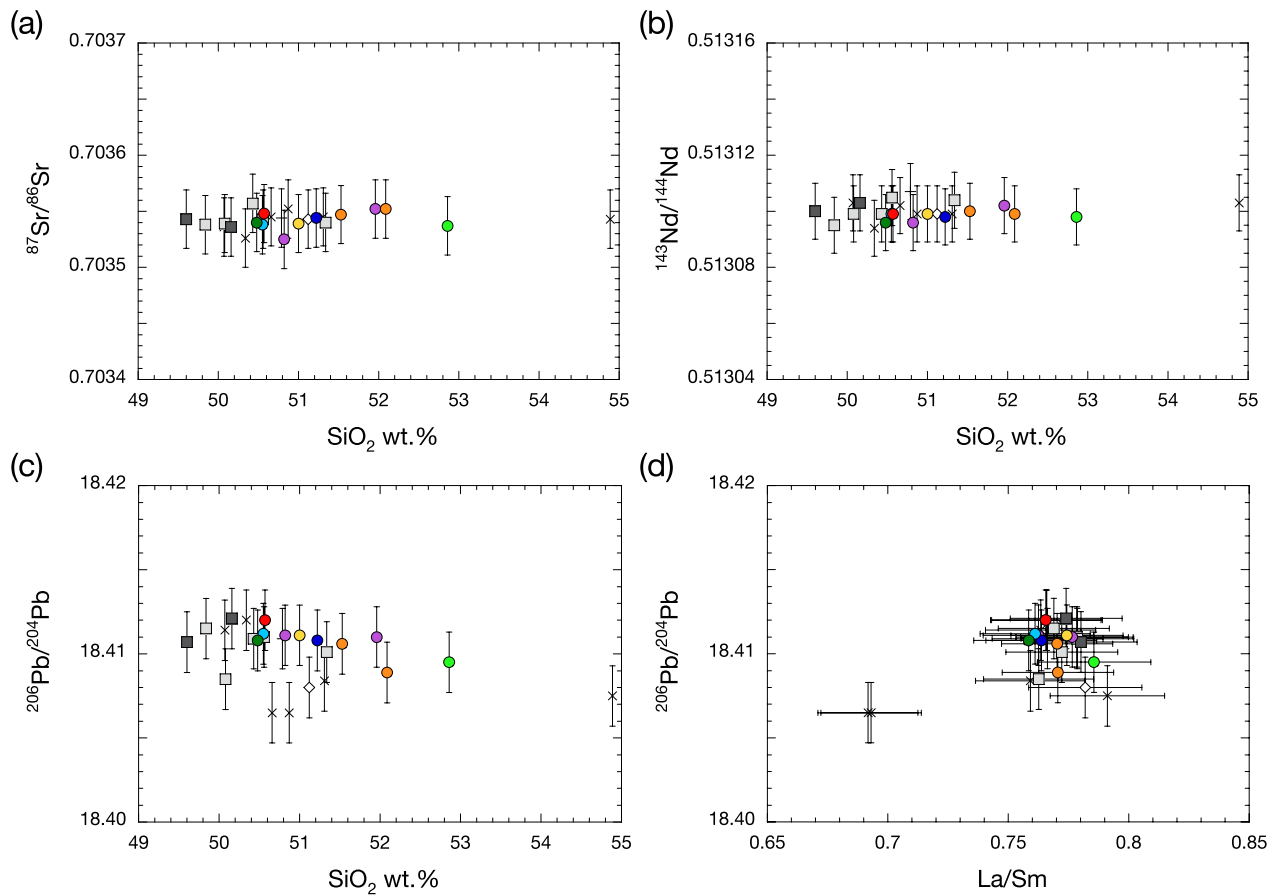 (a)
0.7037
0.7036
0.7035
0.7034
⁸⁷Sr/⁸⁶Sr
49 50 51 52 53 54 55
SiO₂ wt.%
(b)
0.51316
0.51312
0.51308
0.51304
¹⁴³Nd/¹⁴⁴Nd
49 50 51 52 53 54 55
SiO₂ wt.%
(c)
18.42
18.41
18.40
²⁰⁶Pb/²⁰⁴Pb
49 50 51 52 53 54 55
SiO₂ wt.%
(d)
18.42
18.41
18.40
²⁰⁶Pb/²⁰⁴Pb
0.65 0.7 0.75 0.8 0.85
La/Sm